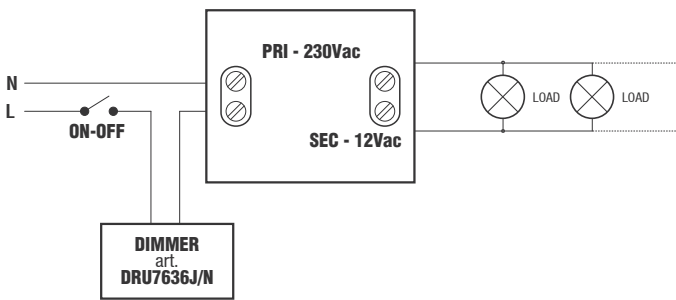 PRI - 230Vac
N
L
ON-OFF
LOAD
LOAD
SEC - 12Vac
DIMMER
art.
DRU7636J/N